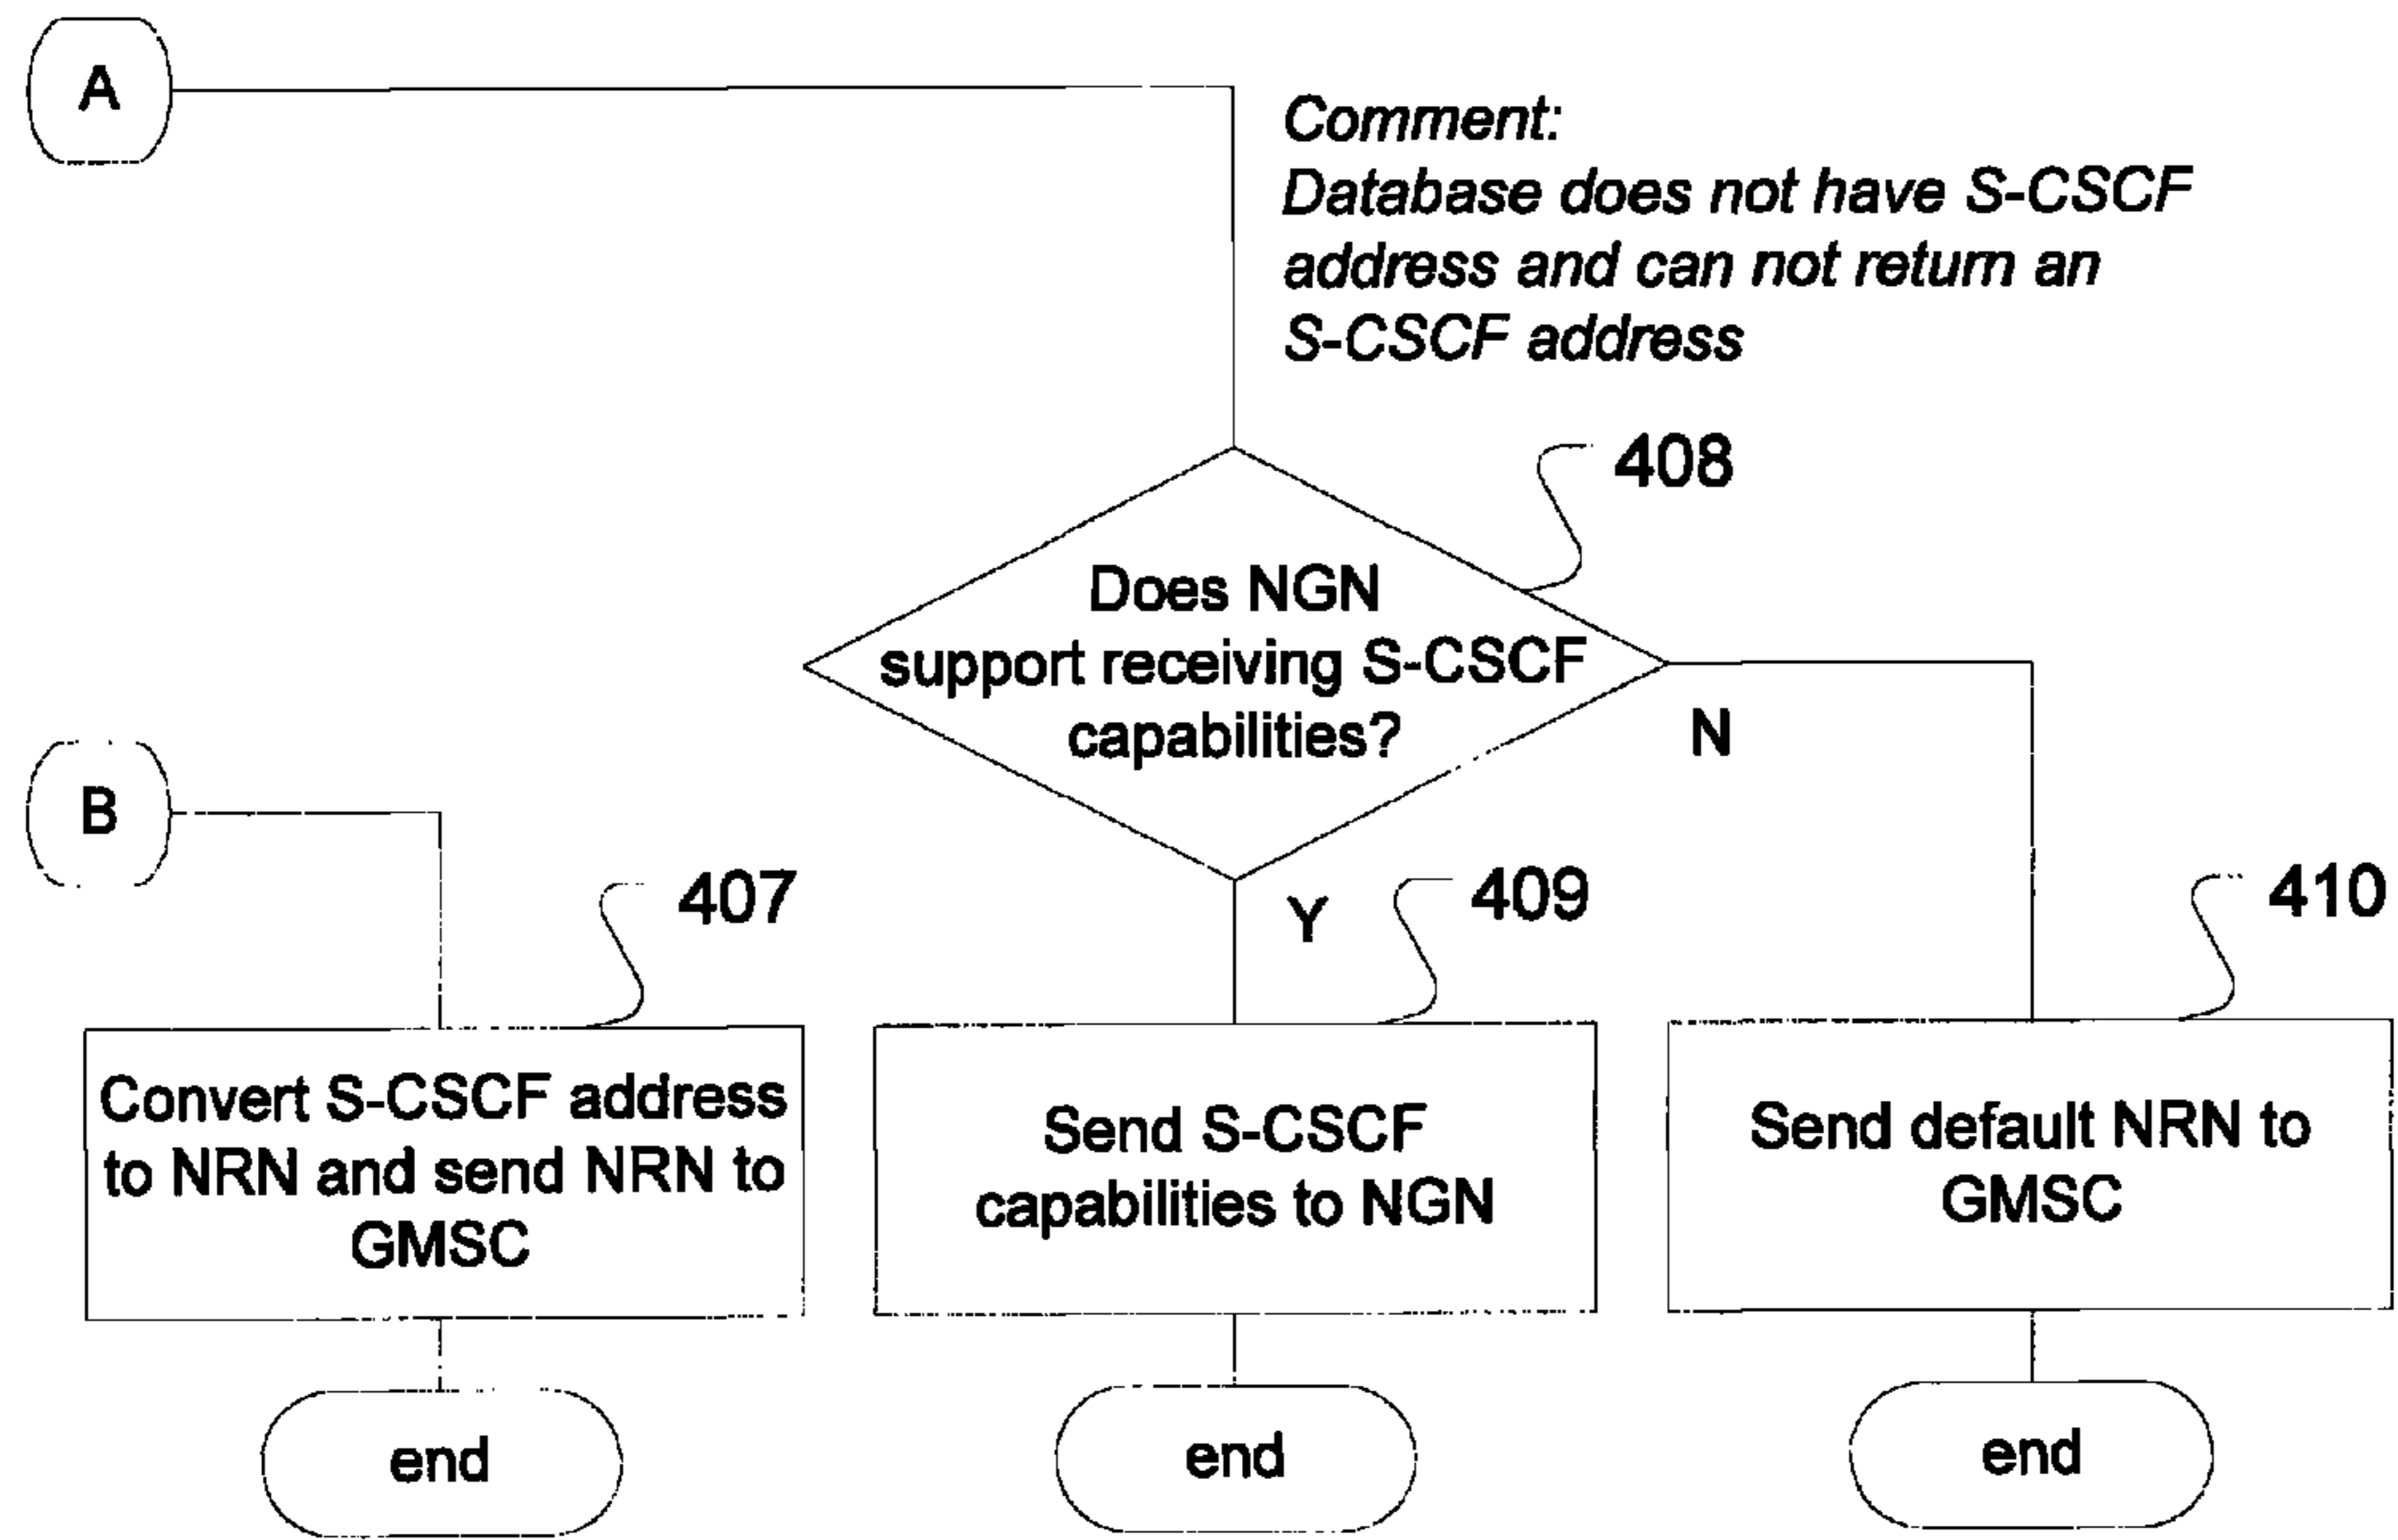 A
Comment:
Database does not have S-CSCF
address and can not return an
S-CSCF address
408
Does NGN
support receiving S-CSCF
capabilities?
N
B
407
Y
409
410
Convert S-CSCF address
to NRN and send NRN to
GMSC
Send S-CSCF
capabilities to NGN
Send default NRN to
GMSC
end
end
end